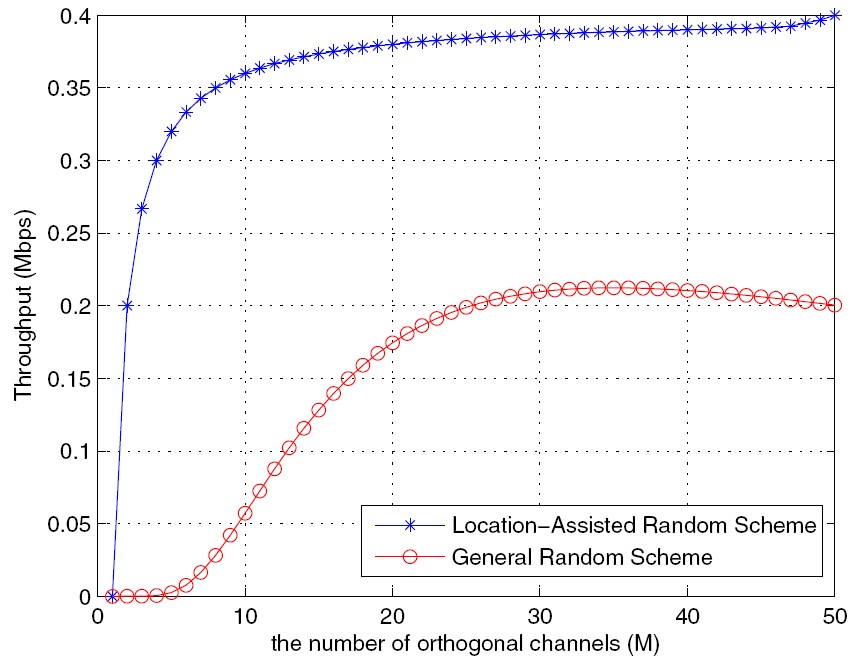 0.4
0.35
0.3
0.25
0.2
0.15
0.1
0.05
0
Throughput (Mbps)
Location-Assisted Random Scheme
General Random Scheme
0 10 20 30 40 50
the number of orthogonal channels (M)